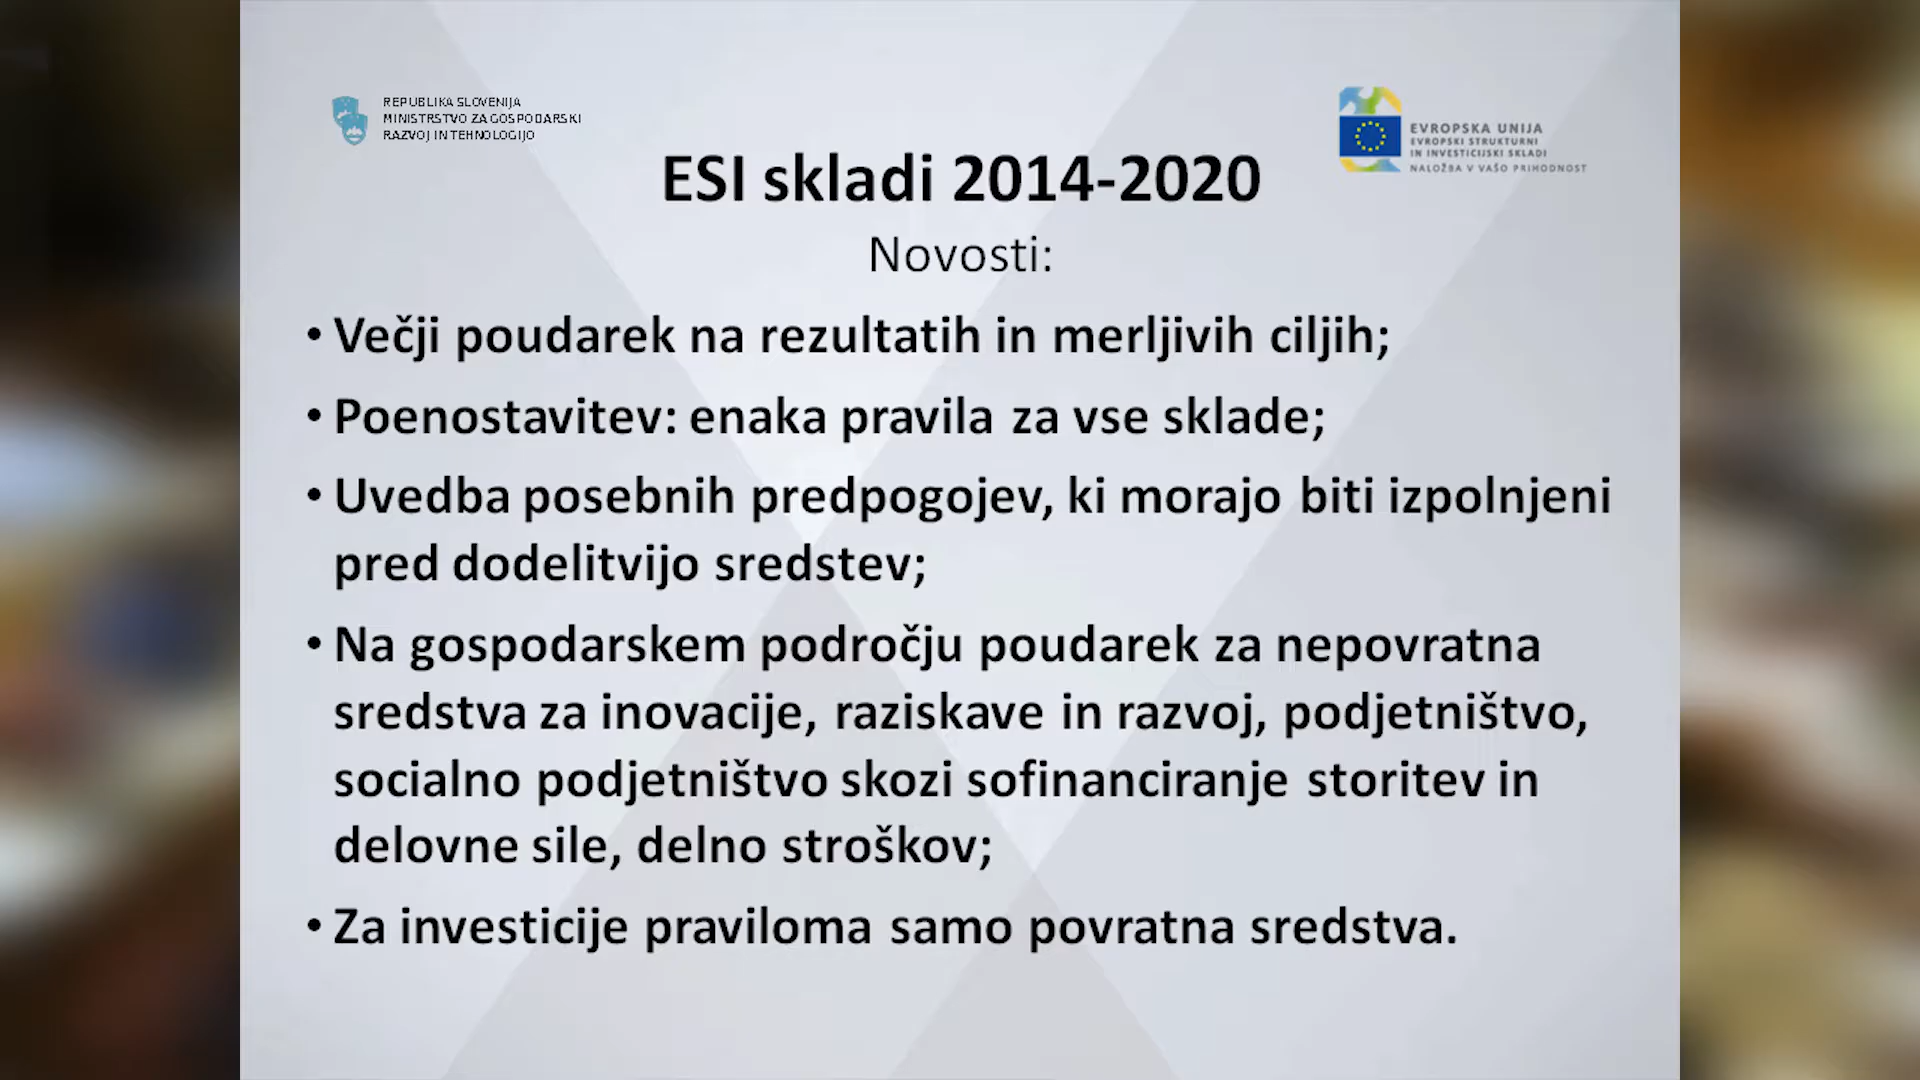 REPUBLIKA SLOVENIJA
MINISTRSTVO ZA GOSPODARSKI
RAZVOJ IN TEHNOLOGIJO
EVROPSKA UNIJA
EVROPSKI STRUKTURNI
IN INVESTICIJSKI SKLADI
NALOŽBA V VAŠO PRIHODNOST
ESI skladi 2014-2020
Novosti:
• Večji poudarek na rezultatih in merljivih ciljih;
• Poenostavitev: enaka pravila za vse sklade;
• Uvedba posebnih predpogojev, ki morajo biti izpolnjeni
pred dodelitvijo sredstev;
• Na gospodarskem področju poudarek za nepovratna
sredstva za inovacije, raziskave in razvoj, podjetništvo,
socialno podjetništvo skozi sofinanciranje storitev in
delovne sile, delno stroškov;
• Za investicije praviloma samo povratna sredstva.